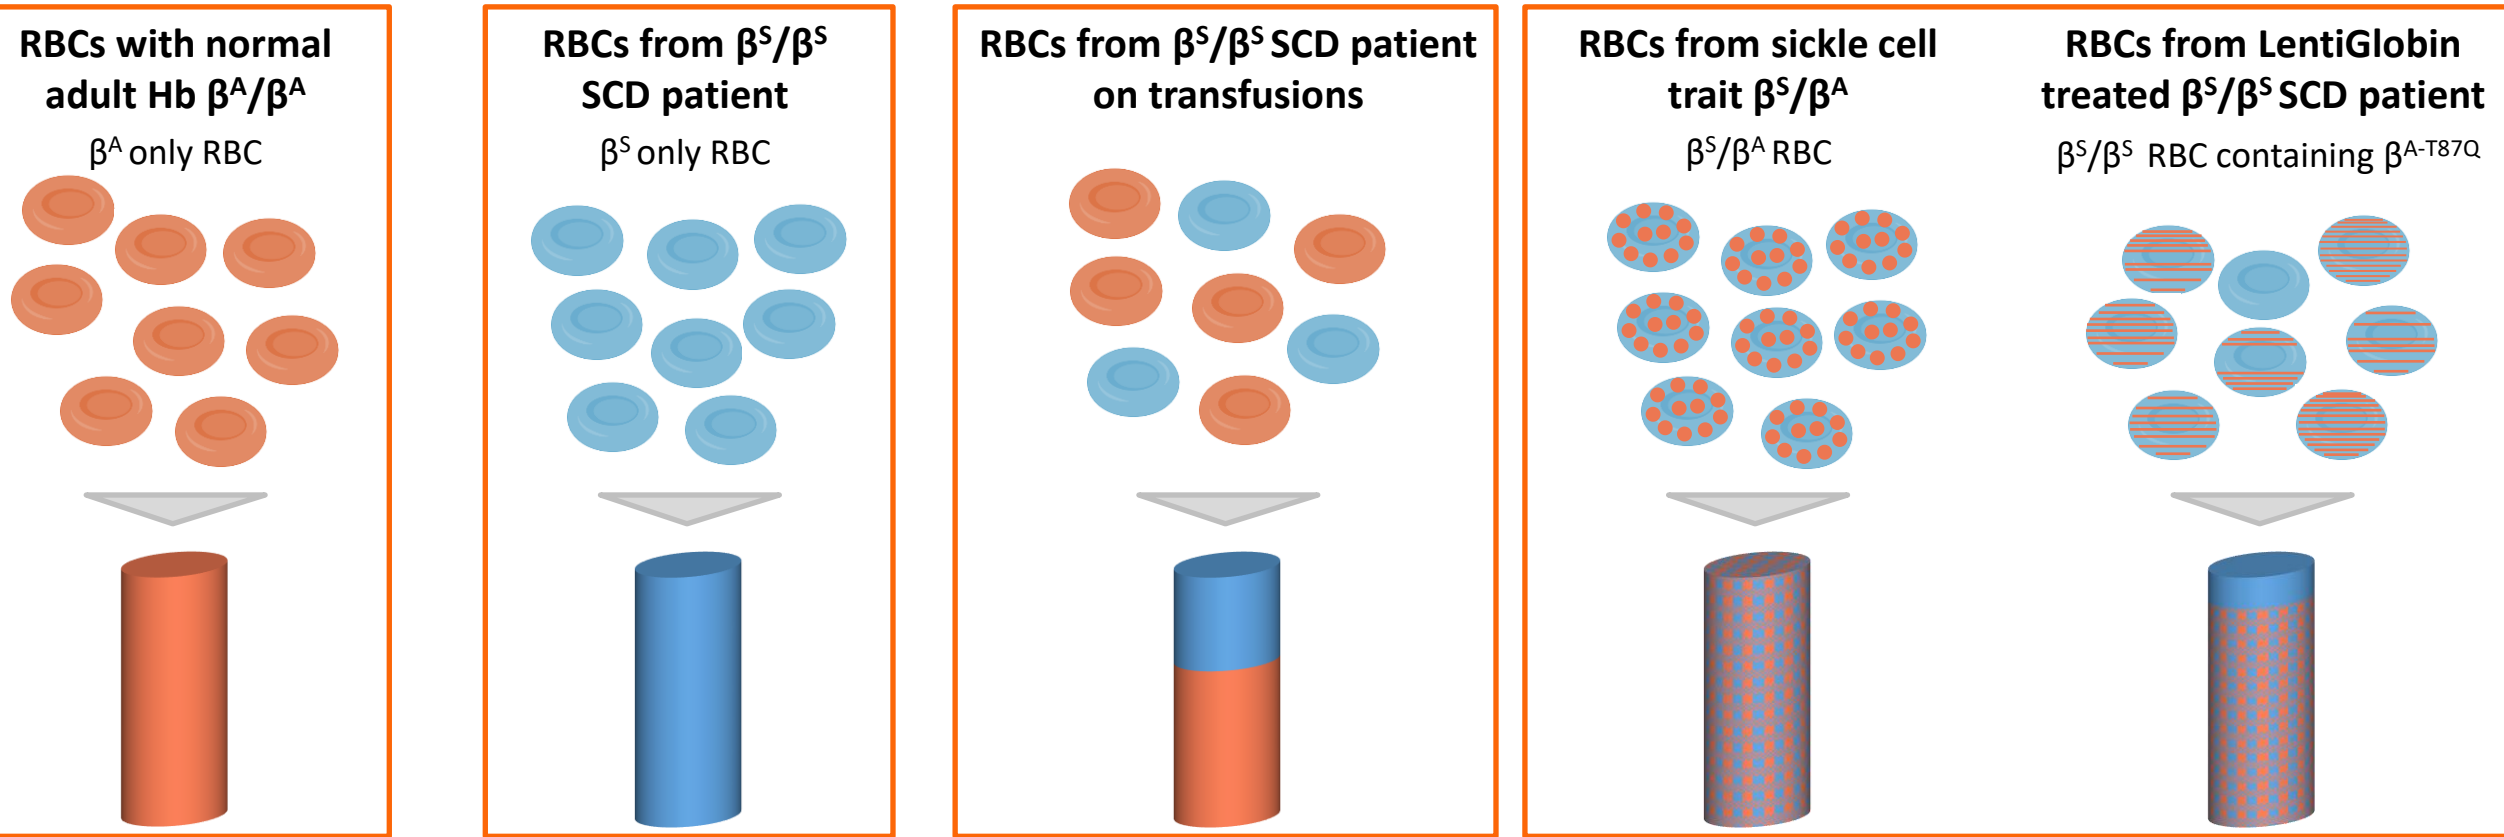 RBCs with normal
adult Hb βᴬ/βᴬ
βᴬ only RBC
RBCs from βˢ/βˢ
SCD patient
βˢ only RBC
RBCs from βˢ/βˢ SCD patient
on transfusions
RBCs from sickle cell
trait βˢ/βᴬ
βˢ/βᴬ RBC
RBCs from LentiGlobin
treated βˢ/βˢ SCD patient
βˢ/βˢ RBC containing βᴬ⁻ᵀ⁸⁷Q